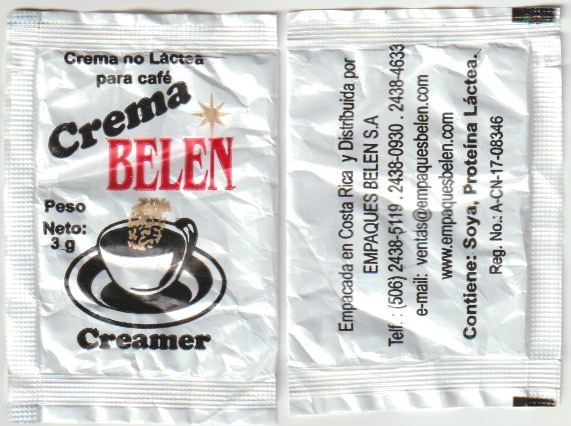 Crema no Láctea
para café
Crema
BELEN
Peso
Neto:
3 g
Creamer
Empacada en Costa Rica y Distribuida por
EMPAQUES BELEN S.A
Telf.: (506) 2438-5116 . 2438-0930 . 2438-4633
e-mail: ventas@empaquesbelen.com
www.empaquesbelen.com
Contiene: Soya, Proteína Láctea.
Reg. No.: A-CN-17-08346